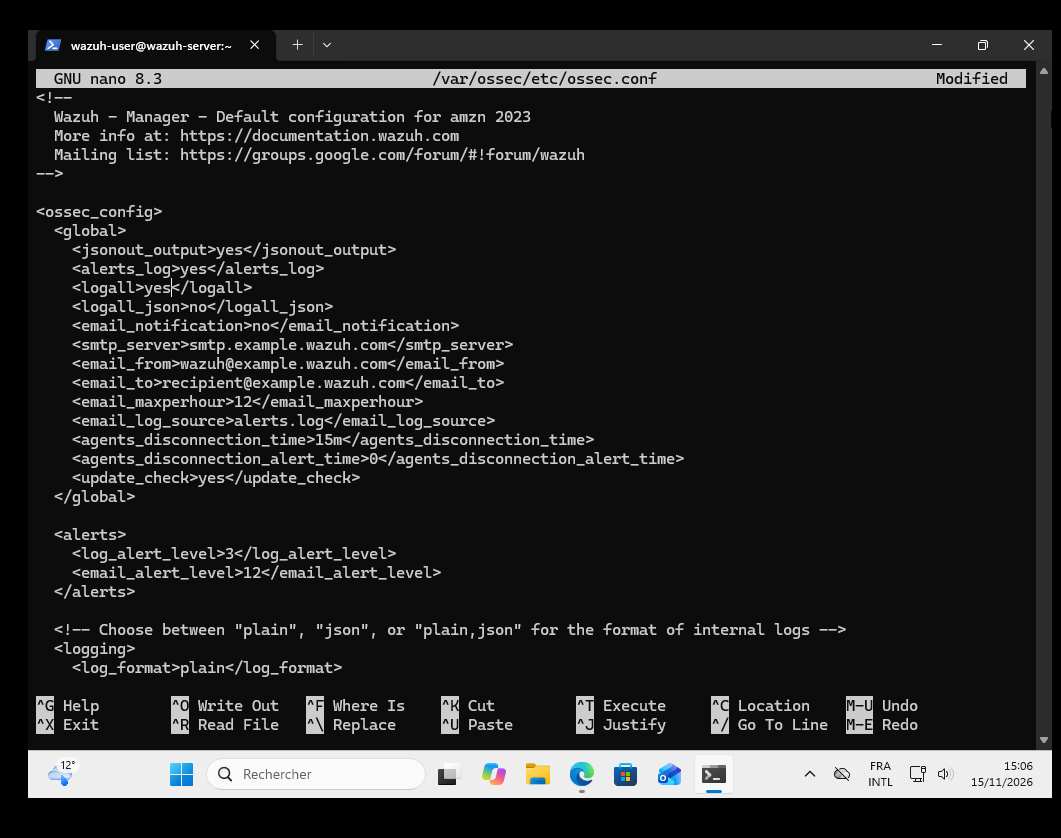 wazuh-user@wazuh-server:~
GNU nano 8.3 /var/ossec/etc/ossec.conf Modified
<!--
  Wazuh - Manager - Default configuration for amzn 2023
  More info at: https://documentation.wazuh.com
  Mailing list: https://groups.google.com/forum/#!forum/wazuh
-->
<ossec_config>
  <global>
    <jsonout_output>yes</jsonout_output>
    <alerts_log>yes</alerts_log>
    <logall>yes</logall>
    <logall_json>no</logall_json>
    <email_notification>no</email_notification>
    <smtp_server>smtp.example.wazuh.com</smtp_server>
    <email_from>wazuh@example.wazuh.com</email_from>
    <email_to>recipient@example.wazuh.com</email_to>
    <email_maxperhour>12</email_maxperhour>
    <email_log_source>alerts.log</email_log_source>
    <agents_disconnection_time>15m</agents_disconnection_time>
    <agents_disconnection_alert_time>0</agents_disconnection_alert_time>
    <update_check>yes</update_check>
  </global>
  <alerts>
    <log_alert_level>3</log_alert_level>
    <email_alert_level>12</email_alert_level>
  </alerts>
  <!-- Choose between "plain", "json", or "plain,json" for the format of internal logs -->
  <logging>
    <log_format>plain</log_format>
^G Help ^O Write Out ^F Where Is ^K Cut ^T Execute ^C Location M-U Undo
^X Exit ^R Read File ^\ Replace ^U Paste ^J Justify ^/ Go To Line M-E Redo
12°
Rechercher
FRA
INTL
15:06
15/11/2026